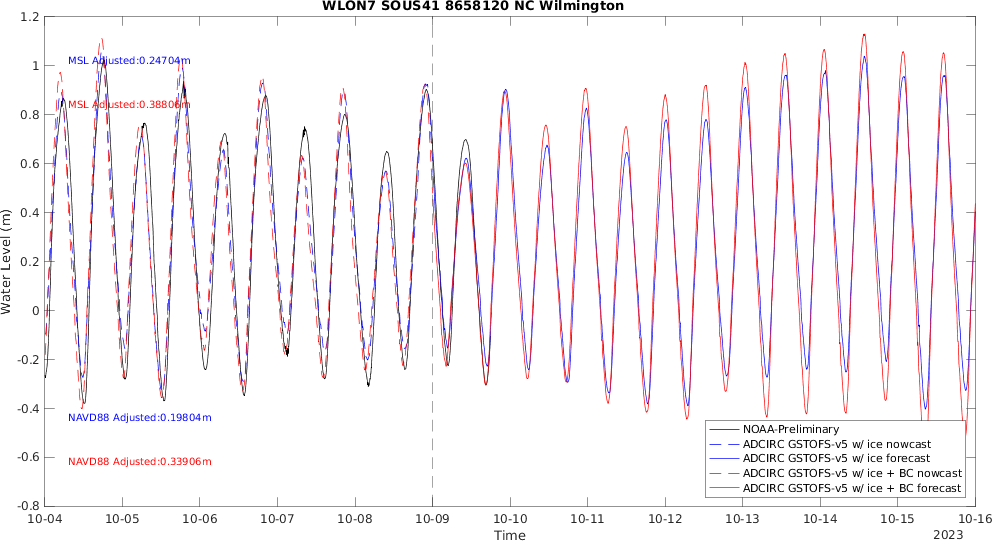 WLON7 SOUS41 8658120 NC Wilmington
1.2
1
0.8
0.6
0.4
0.2
0
-0.2
-0.4
-0.6
-0.8
Water Level (m)
MSL Adjusted:0.24704m
MSL Adjusted:0.38806m
NAVD88 Adjusted:0.19804m
NAVD88 Adjusted:0.33906m
NOAA-Preliminary
ADCIRC GSTOFS-v5 w/ ice nowcast
ADCIRC GSTOFS-v5 w/ ice forecast
ADCIRC GSTOFS-v5 w/ ice + BC nowcast
ADCIRC GSTOFS-v5 w/ ice + BC forecast
10-04 10-05 10-06 10-07 10-08 10-09 10-10 10-11 10-12 10-13 10-14 10-15 10-16
Time
2023